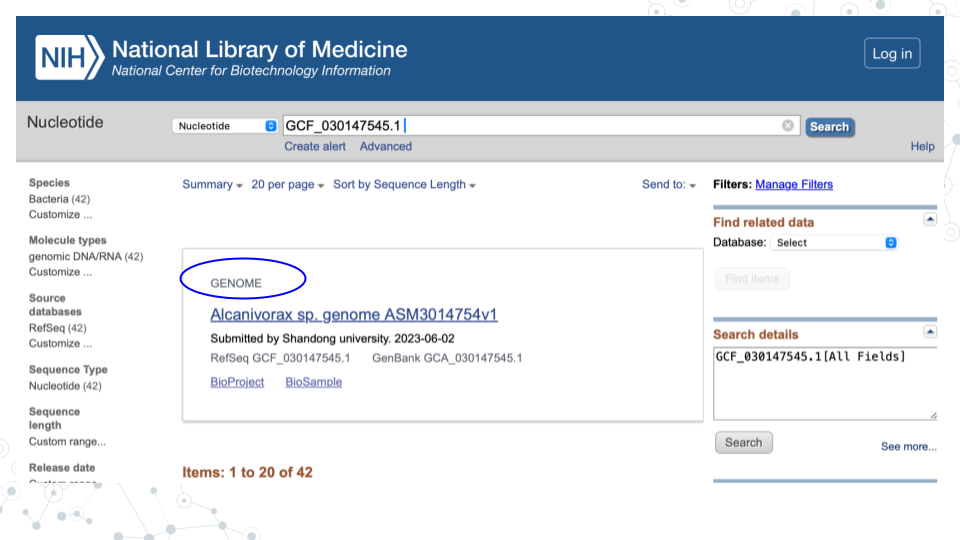 NIH
National Library of Medicine
National Center for Biotechnology Information
Log in
Nucleotide
Nucleotide
GCF_030147545.1
Search
Create alert Advanced
Help
Species
Bacteria (42)
Customize ...
Molecule types
genomic DNA/RNA (42)
Customize ...
Source
databases
RefSeq (42)
Customize ...
Sequence Type
Nucleotide (42)
Sequence
length
Custom range...
Release date
Summary 20 per page Sort by Sequence Length
Send to:
GENOME
Alcanivorax sp. genome ASM3014754v1
Submitted by Shandong university. 2023-06-02
RefSeq GCF_030147545.1 GenBank GCA_030147545.1
BioProject BioSample
Items: 1 to 20 of 42
Filters: Manage Filters
Find related data
Database: Select
Find items
Search details
GCF_030147545.1[All Fields]
Search
See more...